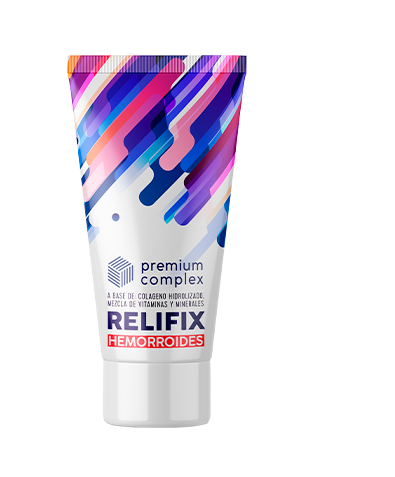 premium
complex
A BASE DE: COLAGENO HIDROLIZADO,
MEZCLA DE VITAMINAS Y MINERALES
RELIFIX
HEMORROIDES